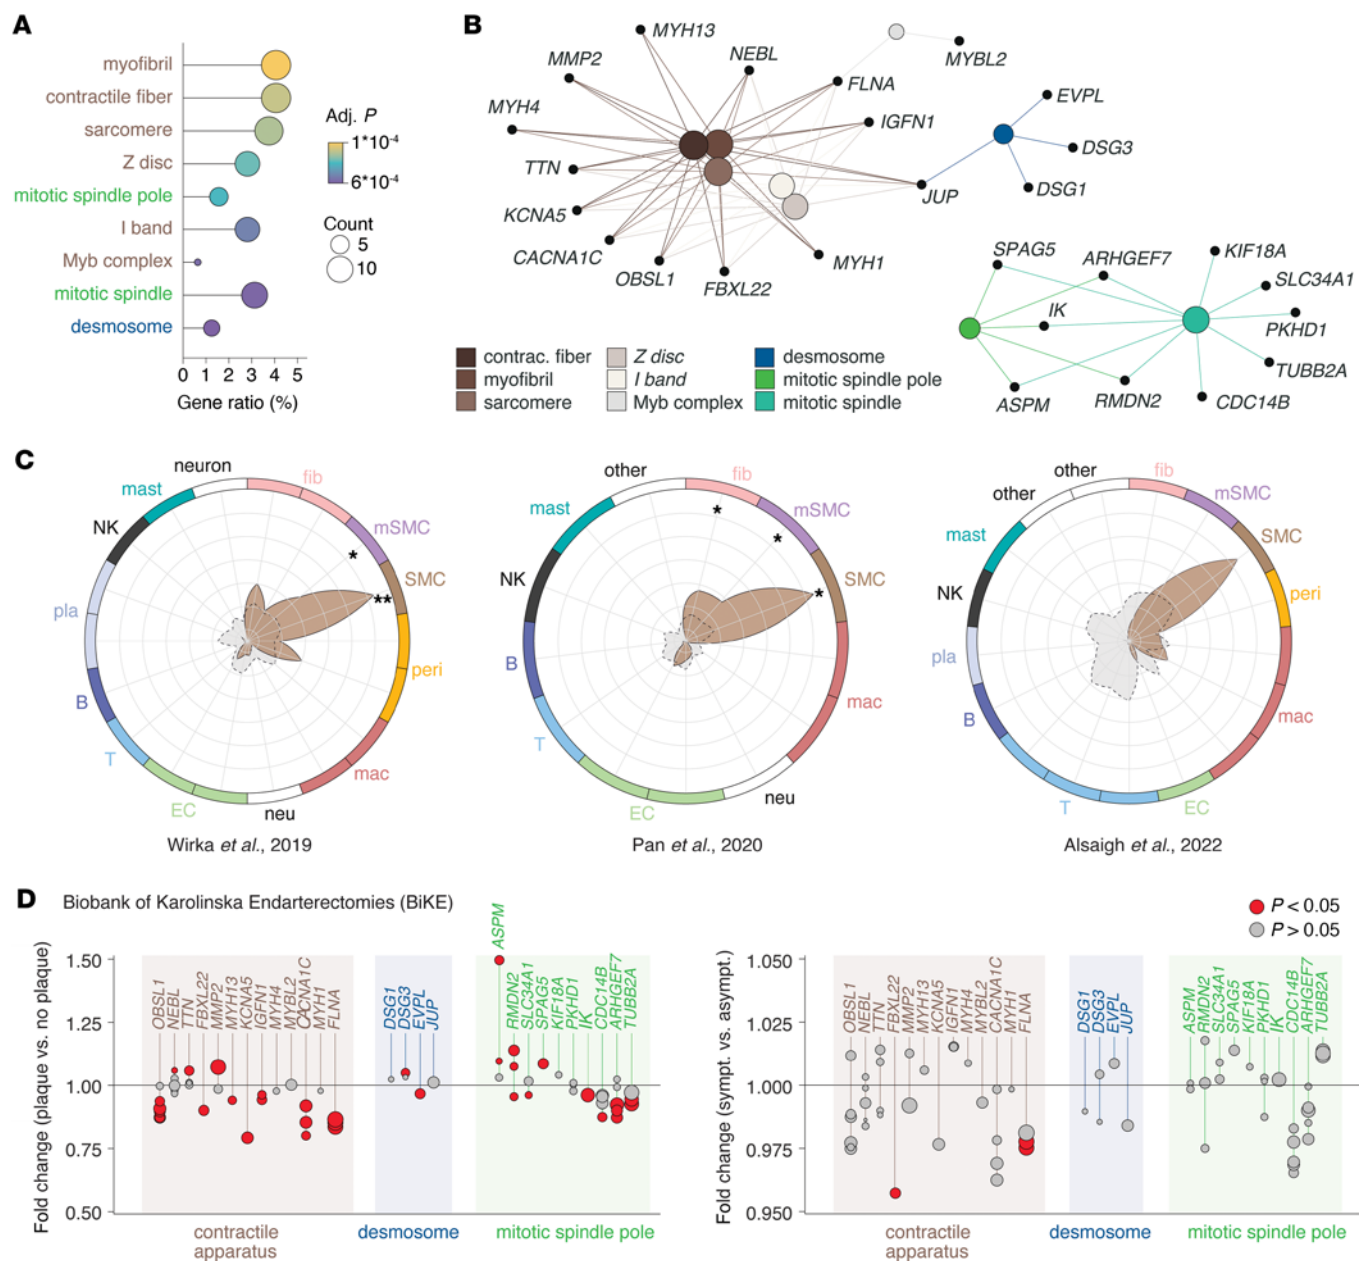 A
myofibril
contractile fiber
sarcomere
Z disc
mitotic spindle pole
I band
Myb complex
mitotic spindle
desmosome
0 1 2 3 4 5
Gene ratio (%)
Adj. P
1*10-4
6*10-4
Count
5
10
B
MYH13
MMP2
NEBL
MYBL2
FLNA
MYH4
IGFN1
EVPL
TTN
DSG3
KCNA5
JUP
DSG1
CACNA1C
OBSL1
FBXL22
MYH1
SPAG5
ARHGEF7
KIF18A
SLC34A1
IK
PKHD1
TUBB2A
ASPM
RMDN2
CDC14B
contrac. fiber
myofibril
sarcomere
Z disc
I band
Myb complex
desmosome
mitotic spindle pole
mitotic spindle
C
neuron
fib
mast
mSMC
NK
*
SMC
**
pla
peri
B
T
mac
EC
neu
Wirka et al., 2019
other
fib
mast
*
mSMC
*
NK
SMC
*
B
mac
T
EC
neu
Pan et al., 2020
other
other
fib
mSMC
mast
SMC
NK
peri
pla
B
mac
T
EC
Alsaigh et al., 2022
D Biobank of Karolinska Endarterectomies (BiKE)
P < 0.05
P > 0.05
Fold change (plaque vs. no plaque)
1.50
1.25
1.00
0.75
0.50
OBSL1
NEBL
TTN
FBXL22
MMP2
MYH13
KCNA5
IGFN1
MYH4
MYBL2
CACNA1C
MYH1
FLNA
DSG1
DSG3
EVPL
JUP
ASPM
RMDN2
SLC34A1
SPAG5
KIF18A
PKHD1
IK
CDC14B
ARHGEF7
TUBB2A
contractile
apparatus
desmosome
mitotic spindle pole
Fold change (sympt. vs. asympt.)
1.050
1.025
1.000
0.975
0.950
OBSL1
NEBL
TTN
FBXL22
MMP2
MYH13
KCNA5
IGFN1
MYH4
MYBL2
CACNA1C
MYH1
FLNA
DSG1
DSG3
EVPL
JUP
ASPM
RMDN2
SLC34A1
SPAG5
KIF18A
PKHD1
IK
CDC14B
ARHGEF7
TUBB2A
contractile
apparatus
desmosome
mitotic spindle pole